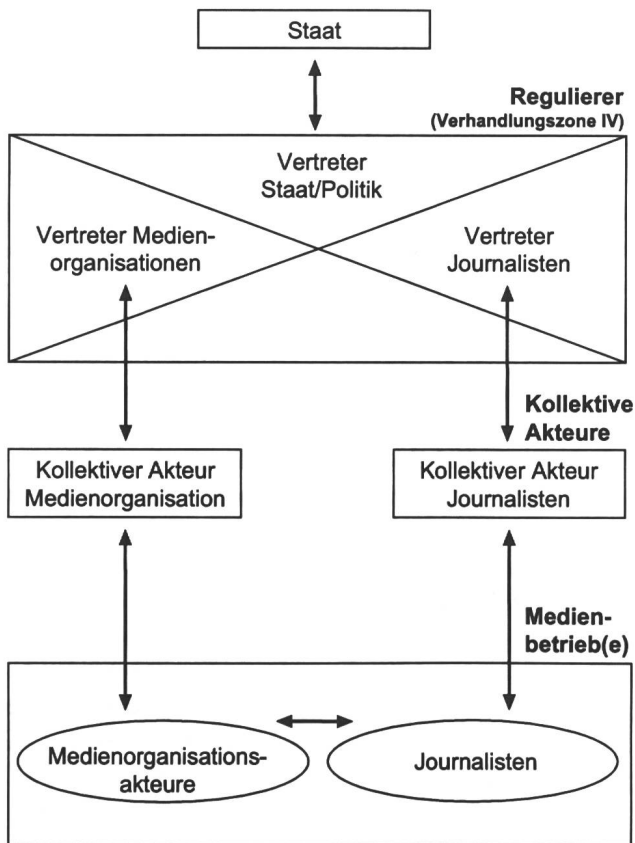 Staat
Regulierer
(Verhandlungszone IV)
Vertreter
Staat/Politik
Vertreter Medien-
organisationen
Vertreter
Journalisten
Kollektive
Akteure
Kollektiver Akteur
Medienorganisation
Kollektiver Akteur
Journalisten
Medien-
betrieb(e)
Medienorganisations-
akteure
Journalisten